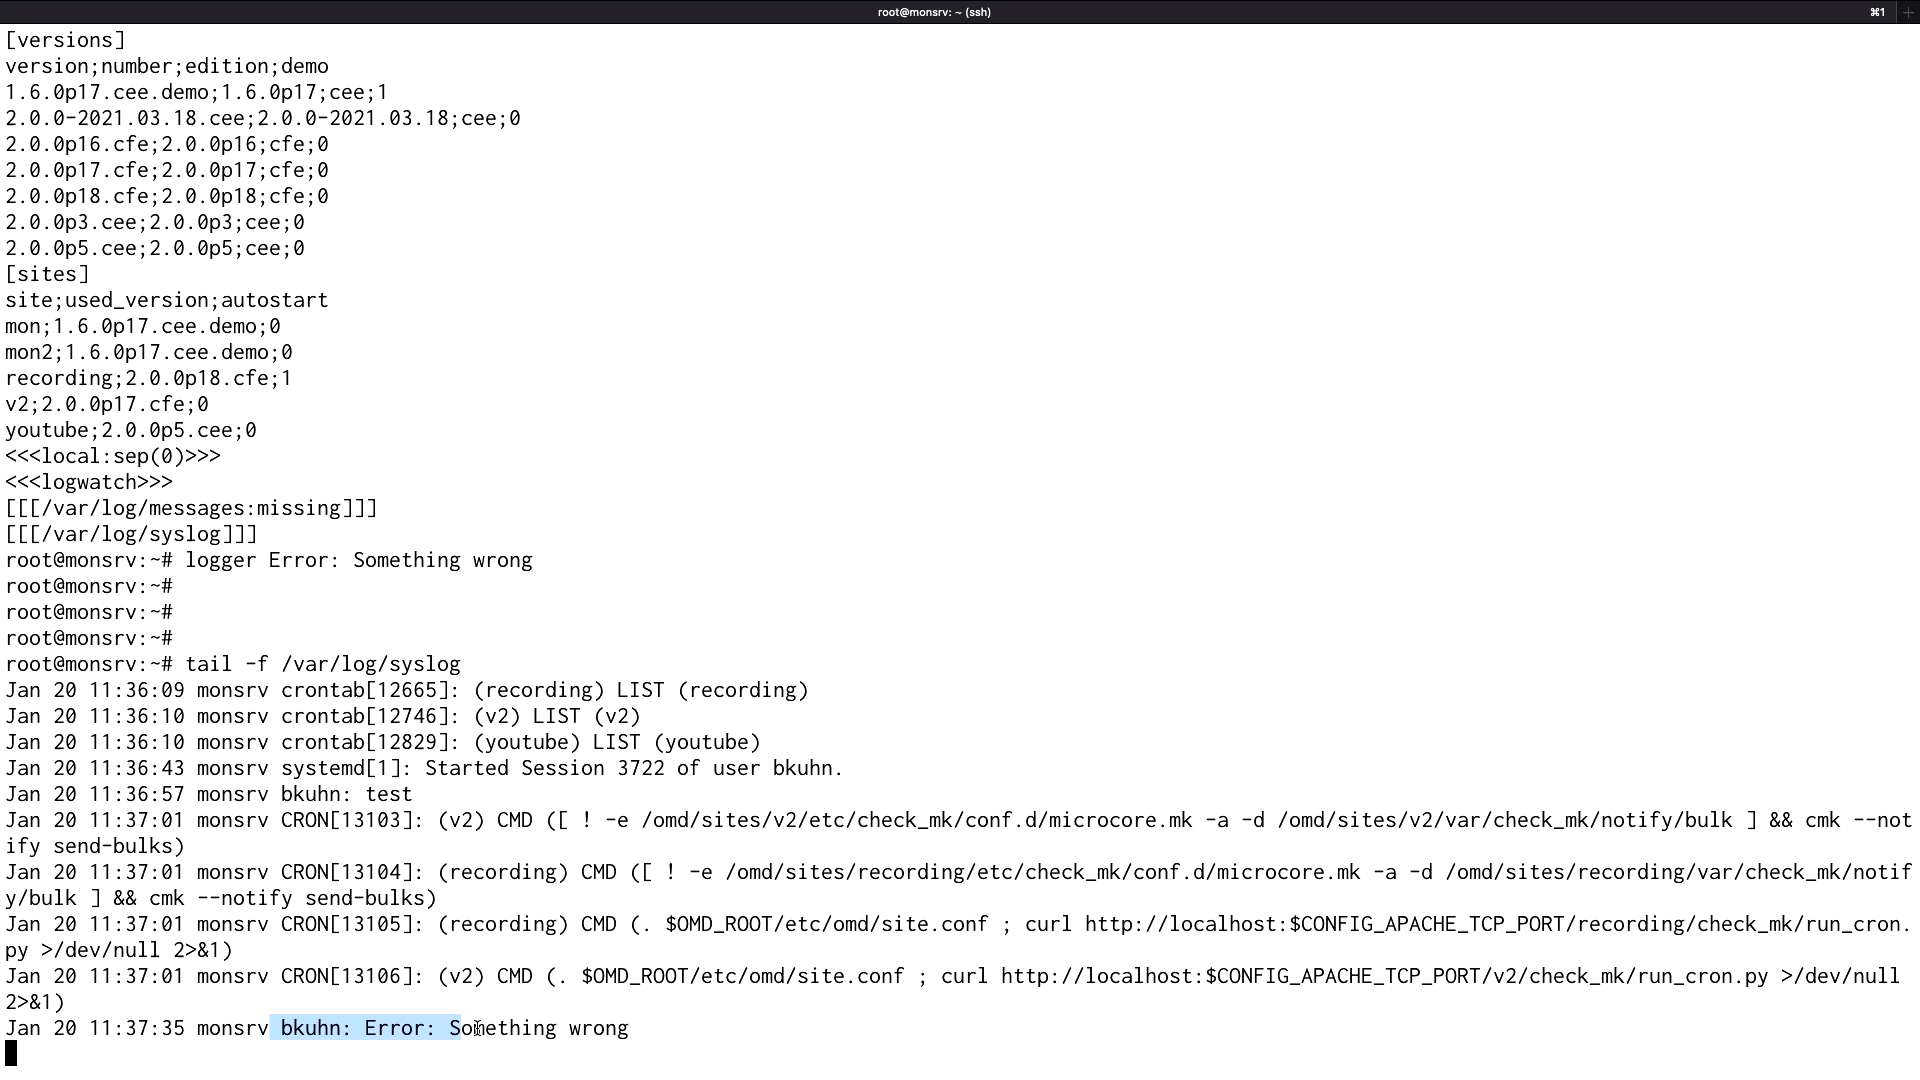 root@monsrv: ~ (ssh)
⌘1
[versions]
version;number;edition;demo
1.6.0p17.cee.demo;1.6.0p17;cee;1
2.0.0-2021.03.18.cee;2.0.0-2021.03.18;cee;0
2.0.0p16.cfe;2.0.0p16;cfe;0
2.0.0p17.cfe;2.0.0p17;cfe;0
2.0.0p18.cfe;2.0.0p18;cfe;0
2.0.0p3.cee;2.0.0p3;cee;0
2.0.0p5.cee;2.0.0p5;cee;0
[sites]
site;used_version;autostart
mon;1.6.0p17.cee.demo;0
mon2;1.6.0p17.cee.demo;0
recording;2.0.0p18.cfe;1
v2;2.0.0p17.cfe;0
youtube;2.0.0p5.cee;0
<<<local:sep(0)>>>
<<<logwatch>>>
[[[/var/log/messages:missing]]]
[[[/var/log/syslog]]]
root@monsrv:~# logger Error: Something wrong
root@monsrv:~#
root@monsrv:~#
root@monsrv:~#
root@monsrv:~# tail -f /var/log/syslog
Jan 20 11:36:09 monsrv crontab[12665]: (recording) LIST (recording)
Jan 20 11:36:10 monsrv crontab[12746]: (v2) LIST (v2)
Jan 20 11:36:10 monsrv crontab[12829]: (youtube) LIST (youtube)
Jan 20 11:36:43 monsrv systemd[1]: Started Session 3722 of user bkuhn.
Jan 20 11:36:57 monsrv bkuhn: test
Jan 20 11:37:01 monsrv CRON[13103]: (v2) CMD ([ ! -e /omd/sites/v2/etc/check_mk/conf.d/microcore.mk -a -d /omd/sites/v2/var/check_mk/notify/bulk ] && cmk --not
ify send-bulks)
Jan 20 11:37:01 monsrv CRON[13104]: (recording) CMD ([ ! -e /omd/sites/recording/etc/check_mk/conf.d/microcore.mk -a -d /omd/sites/recording/var/check_mk/notif
y/bulk ] && cmk --notify send-bulks)
Jan 20 11:37:01 monsrv CRON[13105]: (recording) CMD (. $OMD_ROOT/etc/omd/site.conf ; curl http://localhost:$CONFIG_APACHE_TCP_PORT/recording/check_mk/run_cron.
py >/dev/null 2>&1)
Jan 20 11:37:01 monsrv CRON[13106]: (v2) CMD (. $OMD_ROOT/etc/omd/site.conf ; curl http://localhost:$CONFIG_APACHE_TCP_PORT/v2/check_mk/run_cron.py >/dev/null
2>&1)
Jan 20 11:37:35 monsrv bkuhn: Error: Something wrong